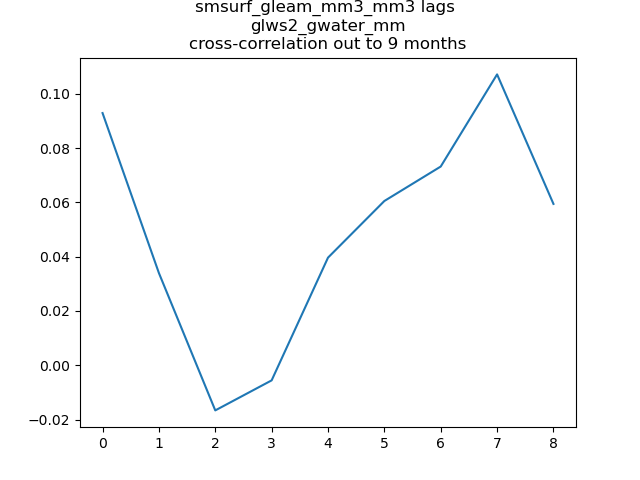 smsurf_gleam_mm3_mm3 lags
glws2_gwater_mm
cross-correlation out to 9 months
0.10
0.08
0.06
0.04
0.02
0.00
−0.02
0 1 2 3 4 5 6 7 8